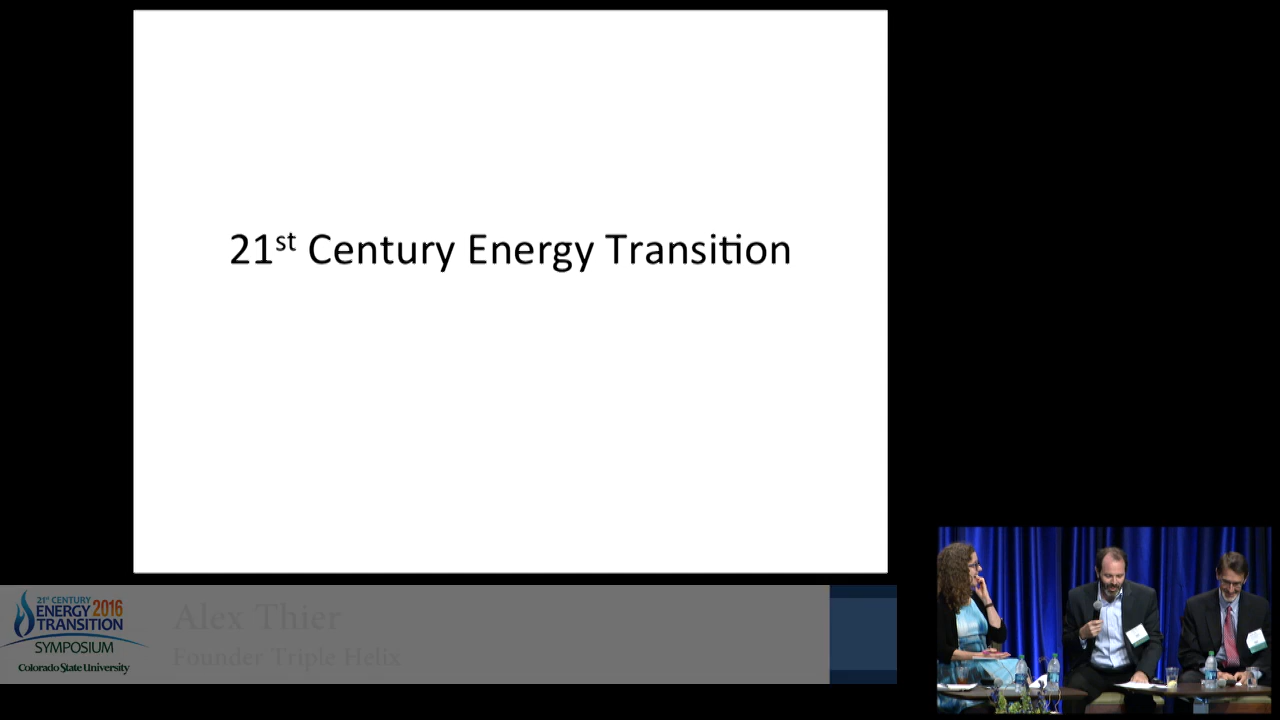 21st Century Energy Transition
21st CENTURY
ENERGY 2016
TRANSITION
SYMPOSIUM
Colorado State University
Alex Thier
Founder Triple Helix